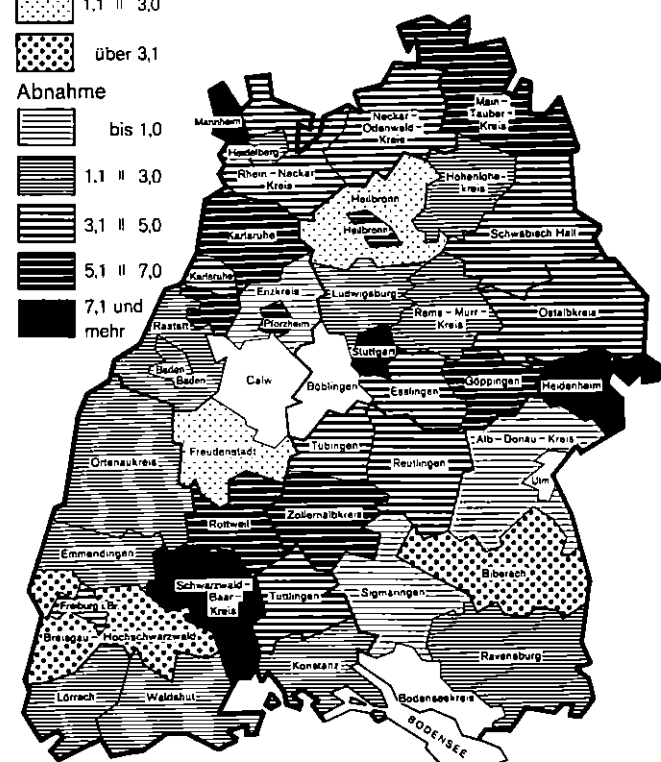 1,1 " 3,0
über 3,1
Abnahme
bis 1,0
1,1 " 3,0
3,1 " 5,0
5,1 " 7,0
7,1 und
mehr
Mannheim
Heidelberg
Rhein-Neckar
Kreis
Neckar-
Odenwald-
Kreis
Main-
Tauber-
Kreis
Heilbronn
Heilbronn
Hohenlohe-
kreis
Schwäbisch Hall
Karlsruhe
Karlsruhe
Enzkreis
Pforzheim
Ludwigsburg
Rems-Murr-
Kreis
Ostalbkreis
Rastatt
Baden
Baden
Calw
Böblingen
Stuttgart
Esslingen
Göppingen
Heidenheim
Alb-Donau-Kreis
Ulm
Ortenaukreis
Freudenstadt
Tübingen
Reutlingen
Rottweil
Zollernalbkreis
Emmendingen
Schwarzwald-
Baar-
Kreis
Tuttlingen
Sigmaringen
Biberach
Freiburg i.Br.
Breisgau-Hochschwarzwald
Lörrach
Waldshut
Konstanz
Ravensburg
Bodenseekreis
BODENSEE